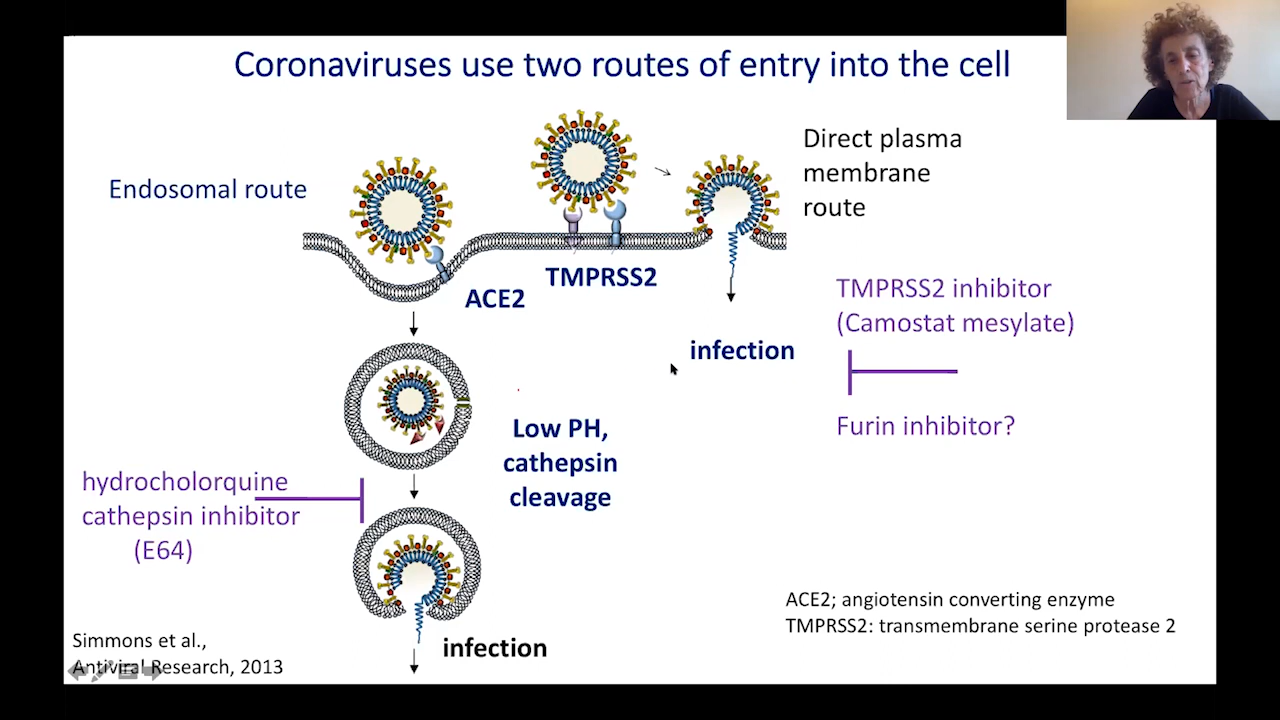 Coronaviruses use two routes of entry into the cell
Endosomal route
Direct plasma
membrane
route
ACE2
TMPRSS2
infection
TMPRSS2 inhibitor
(Camostat mesylate)
Furin inhibitor?
Low PH,
cathepsin
cleavage
hydrocholorquine
cathepsin inhibitor
(E64)
infection
ACE2; angiotensin converting enzyme
TMPRSS2: transmembrane serine protease 2
Simmons et al.,
Antiviral Research, 2013